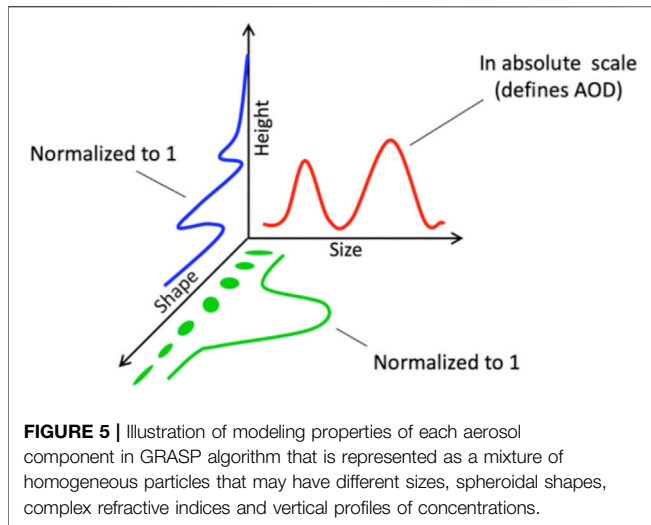 In absolute scale
(defines AOD)
Height
Normalized to 1
Size
Shape
Normalized to 1
FIGURE 5 | Illustration of modeling properties of each aerosol
component in GRASP algorithm that is represented as a mixture of
homogeneous particles that may have different sizes, spheroidal shapes,
complex refractive indices and vertical profiles of concentrations.